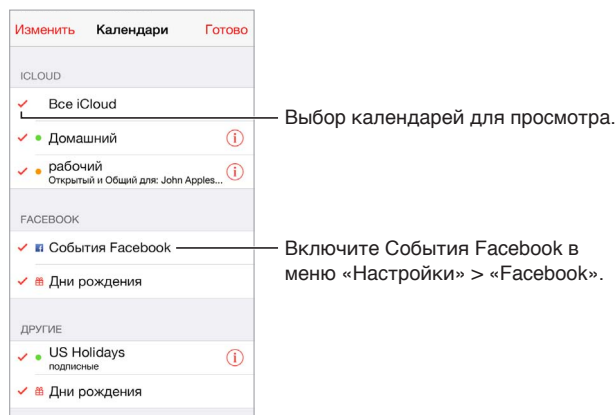 Изменить Календари Готово
ICLOUD
Все iCloud
Выбор календарей для просмотра.
Домашний
рабочий
Открытый и Общий для: John Apples...
FACEBOOK
События Facebook
Включите События Facebook в
меню «Настройки» > «Facebook».
Дни рождения
ДРУГИЕ
US Holidays
подписные
Дни рождения